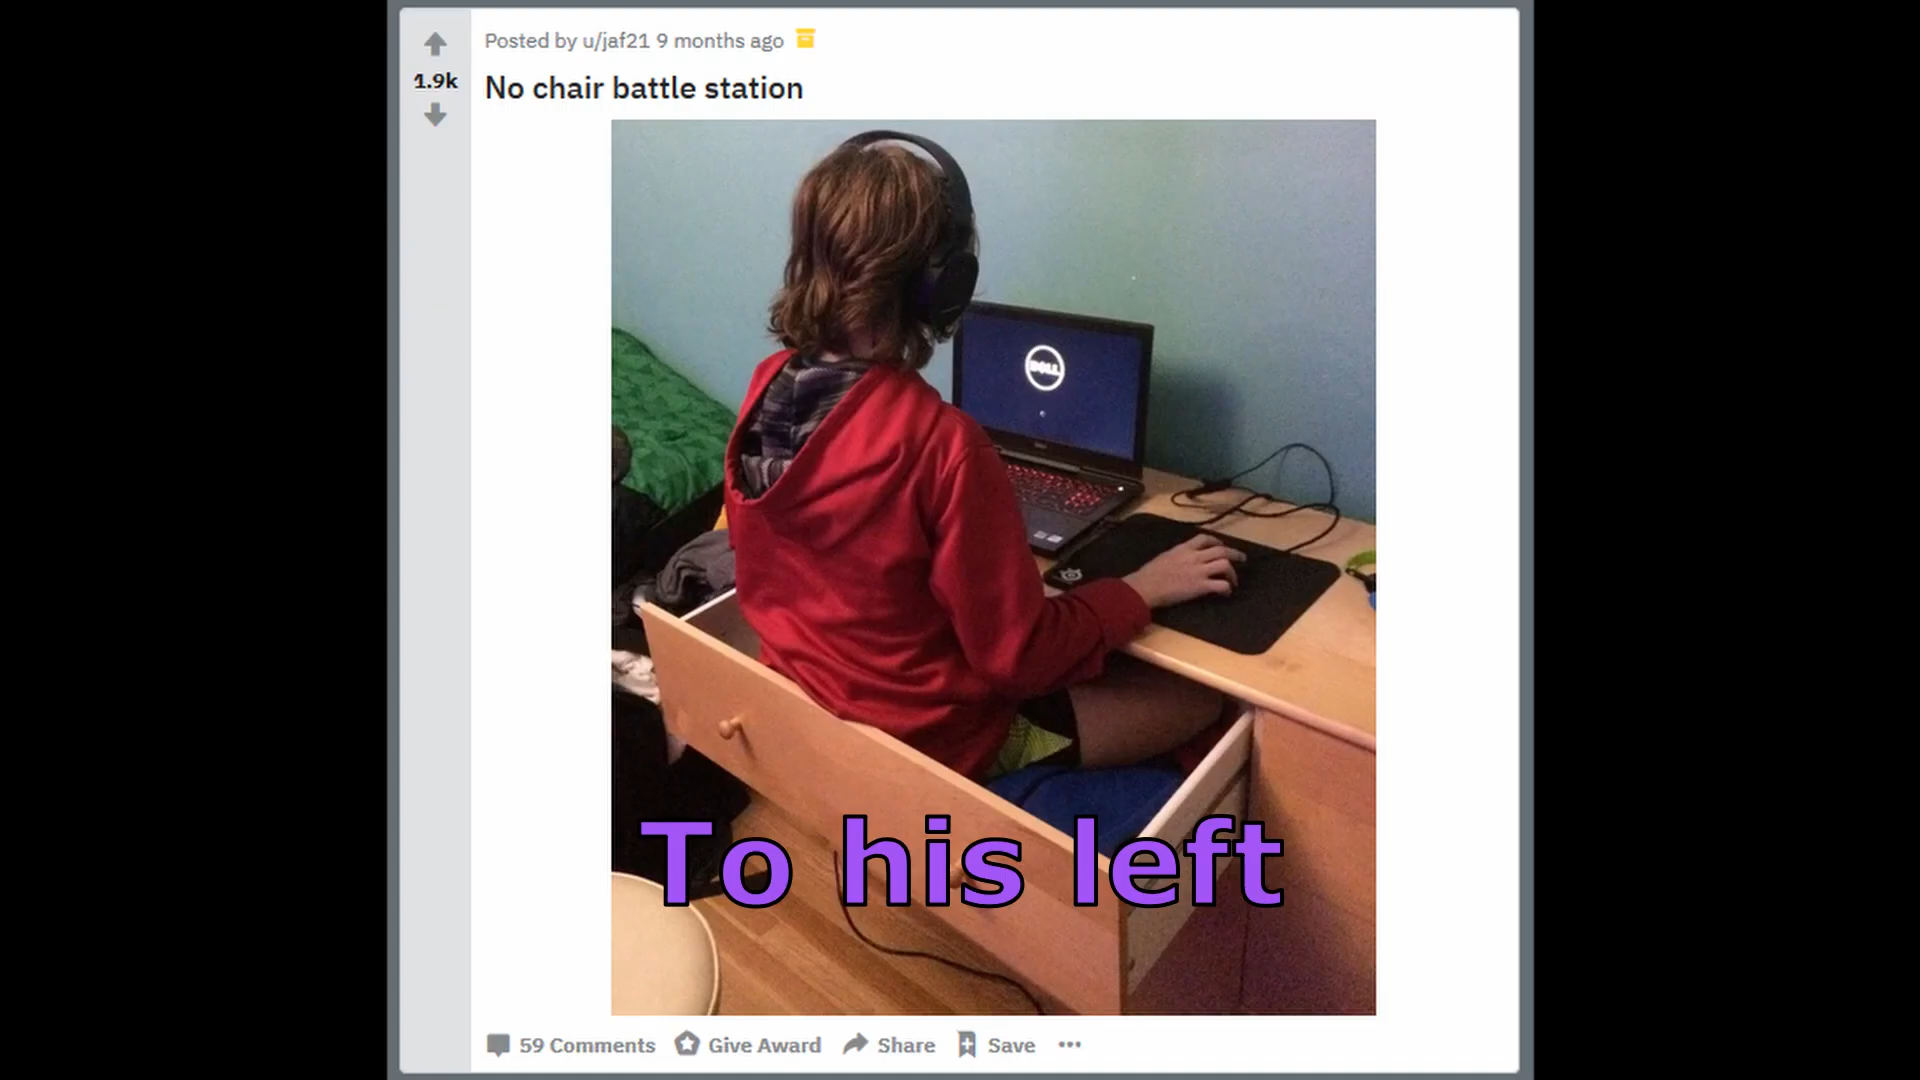 Posted by u/jaf21 9 months ago
1.9k
No chair battle station
DELL
To his left
59 Comments
Give Award
Share
Save